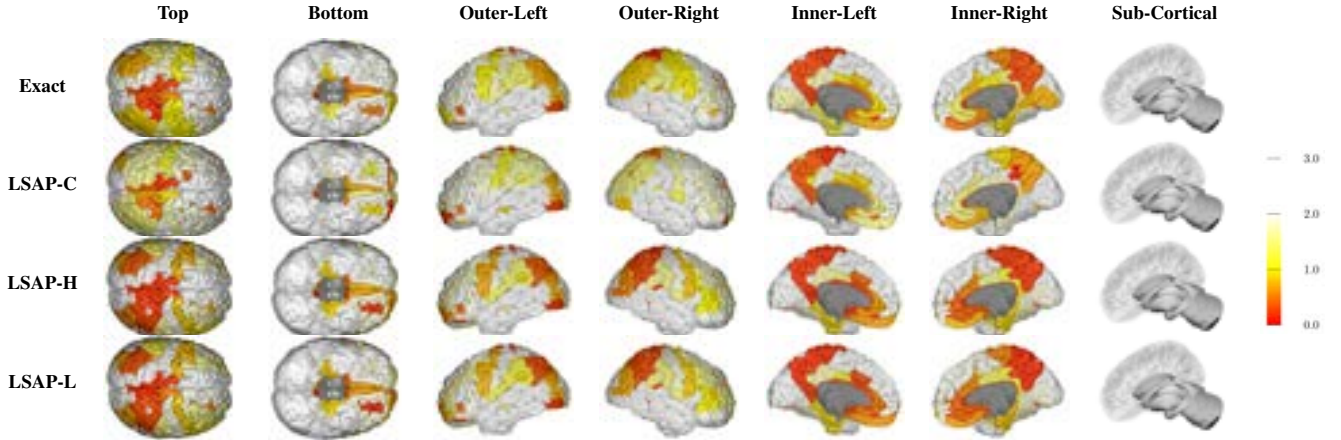 Top Bottom Outer-Left Outer-Right Inner-Left Inner-Right Sub-Cortical
Exact
LSAP-C
3.0
2.0
LSAP-H
1.0
0.0
LSAP-L